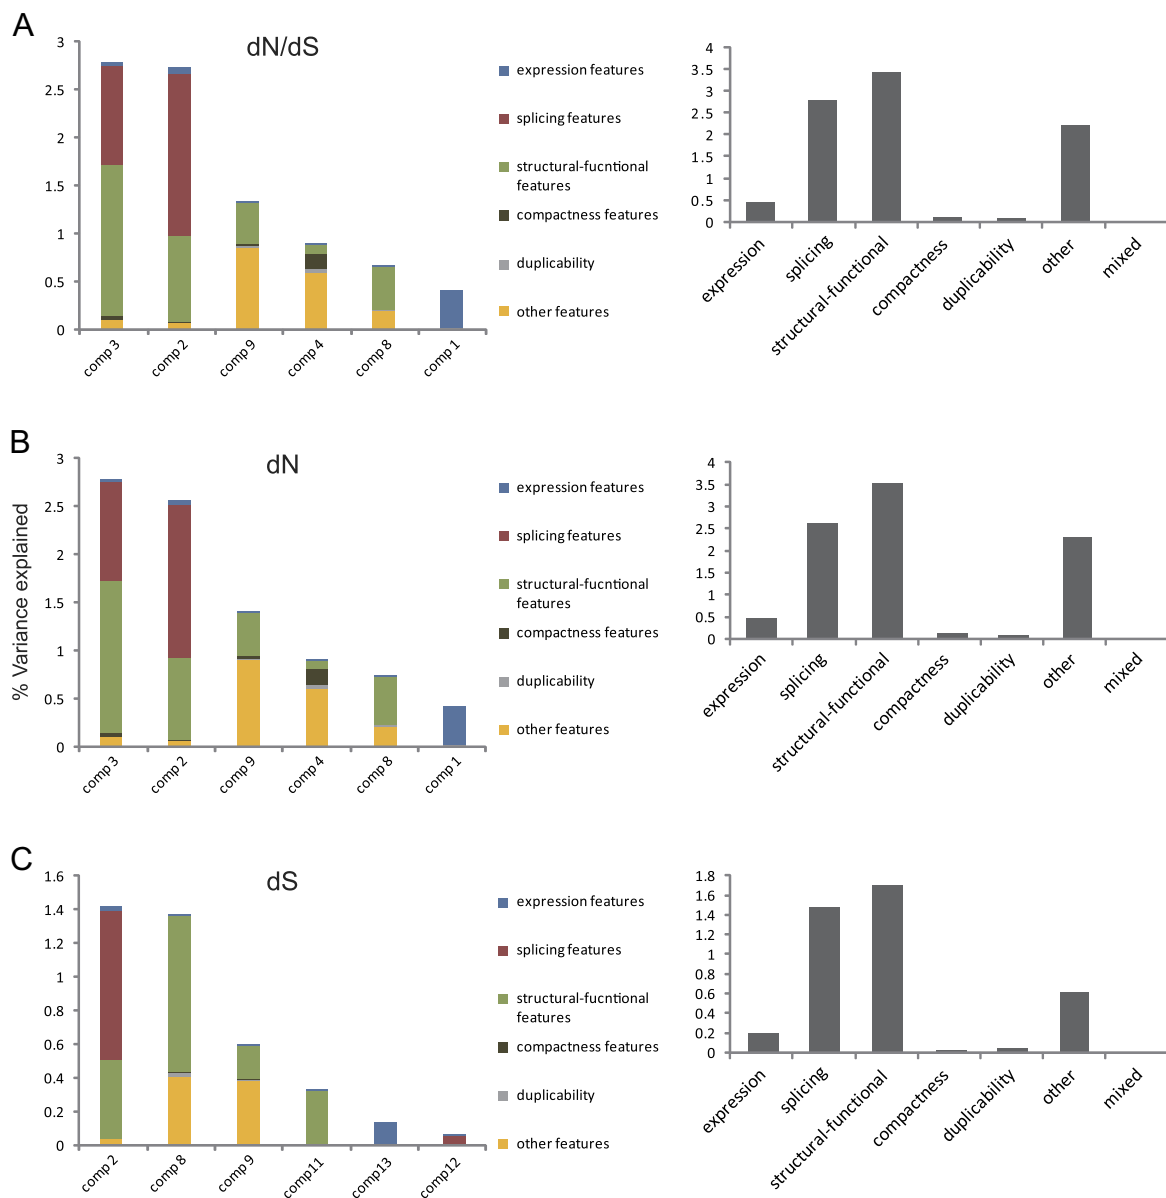 A
dN/dS
3
2.5
2
1.5
1
0.5
0
comp 3
comp 2
comp 9
comp 4
comp 8
comp 1
expression features
splicing features
structural-fucntional
features
compactness features
duplicability
other features
4
3.5
3
2.5
2
1.5
1
0.5
0
expression
splicing
structural-functional
compactness
duplicability
other
mixed
B
dN
% Variance explained
3
2.5
2
1.5
1
0.5
0
comp 3
comp 2
comp 9
comp 4
comp 8
comp 1
expression features
splicing features
structural-fucntional
features
compactness features
duplicability
other features
4
3.5
3
2.5
2
1.5
1
0.5
0
expression
splicing
structural-functional
compactness
duplicability
other
mixed
C
dS
1.6
1.4
1.2
1
0.8
0.6
0.4
0.2
0
comp 2
comp 8
comp 9
comp11
comp13
comp12
expression features
splicing features
structural-fucntional
features
compactness features
duplicability
other features
1.8
1.6
1.4
1.2
1
0.8
0.6
0.4
0.2
0
expression
splicing
structural-functional
compactness
duplicability
other
mixed